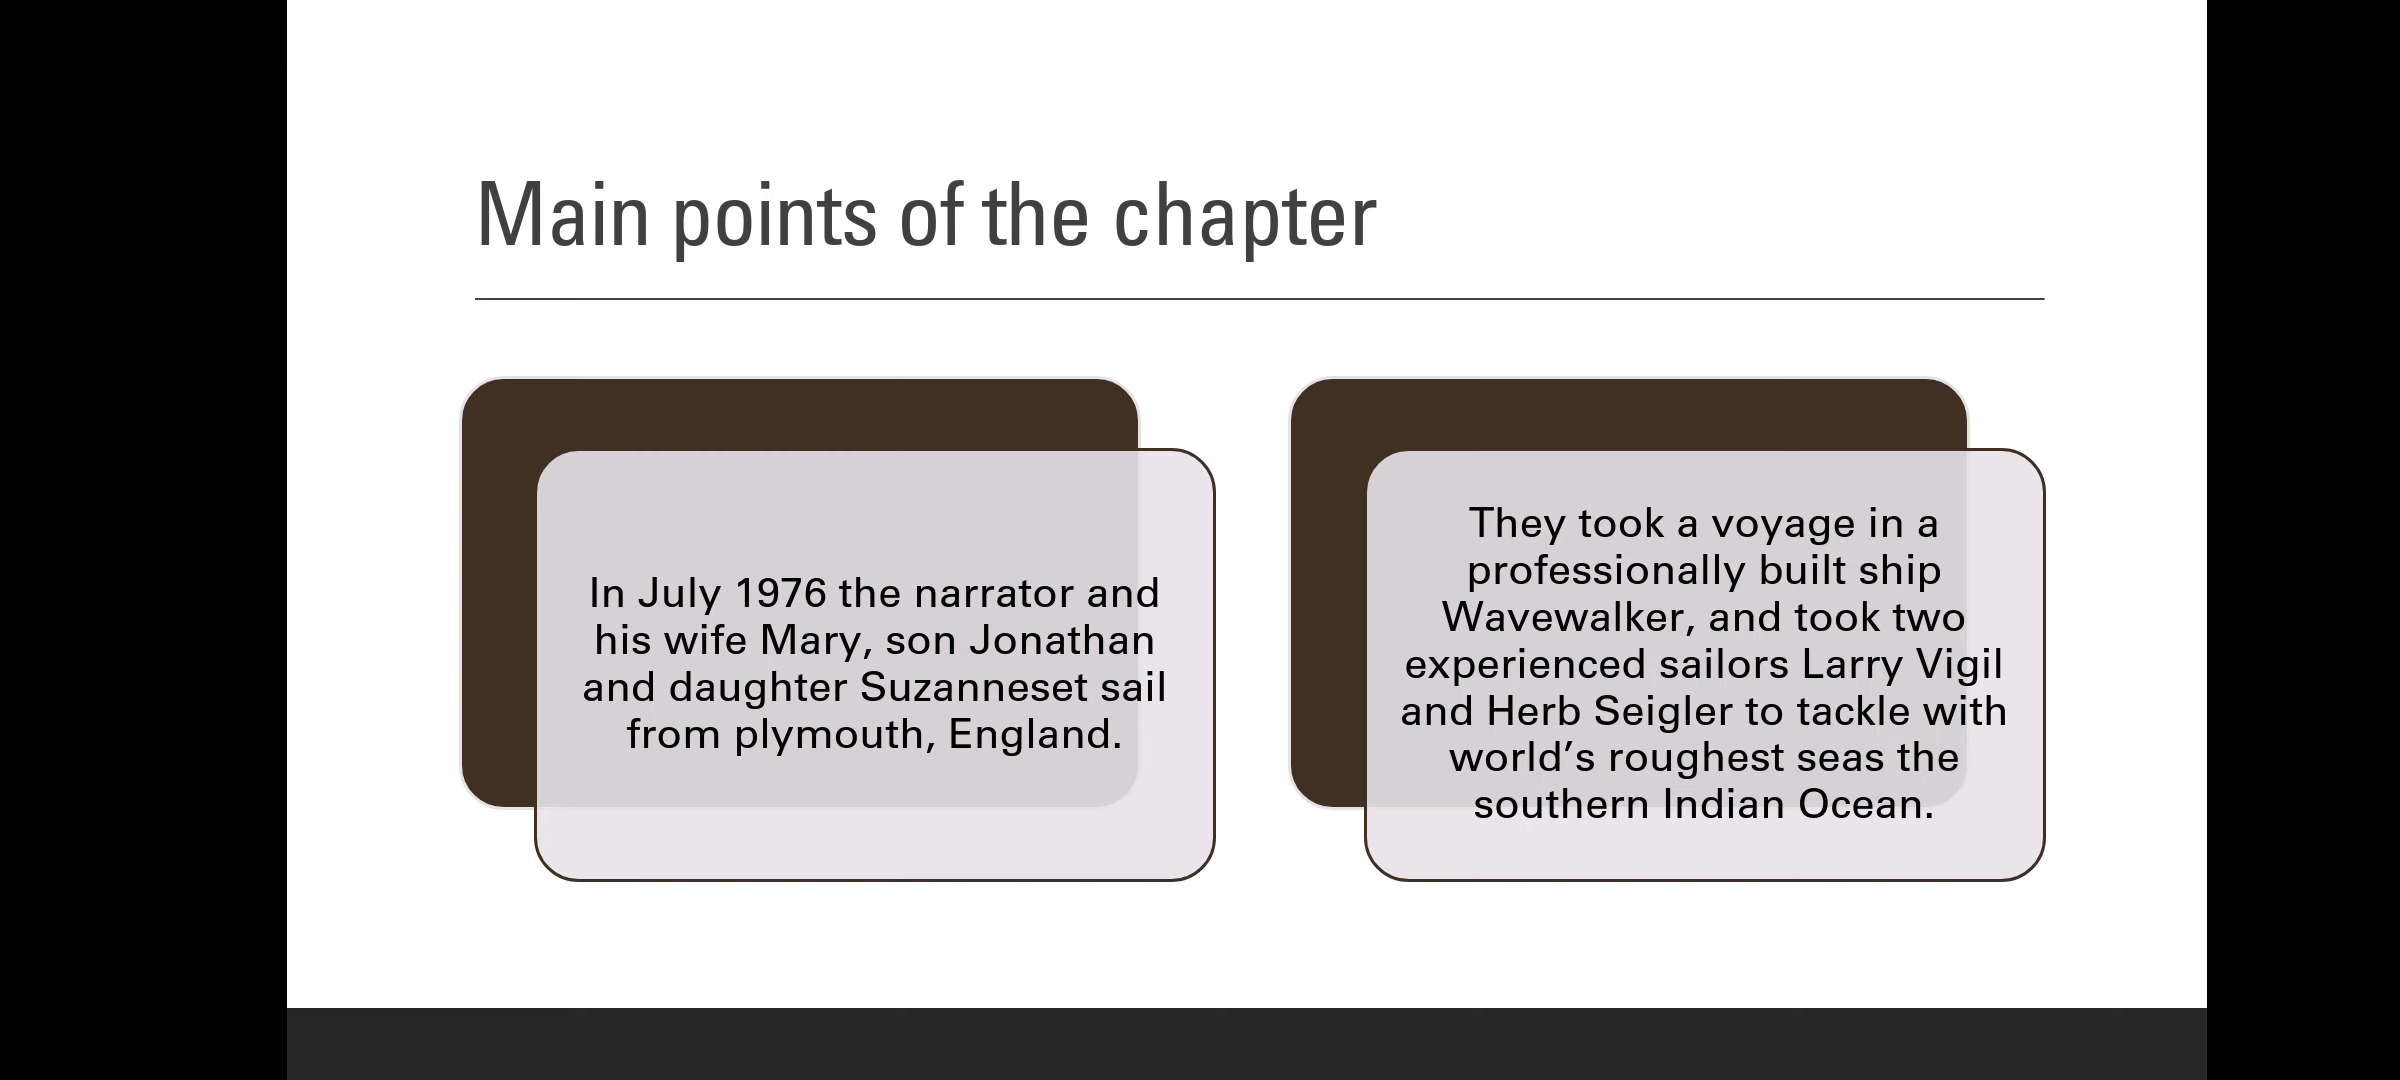 Main points of the chapter
In July 1976 the narrator and
his wife Mary, son Jonathan
and daughter Suzanneset sail
from plymouth, England.
They took a voyage in a
professionally built ship
Wavewalker, and took two
experienced sailors Larry Vigil
and Herb Seigler to tackle with
world’s roughest seas the
southern Indian Ocean.